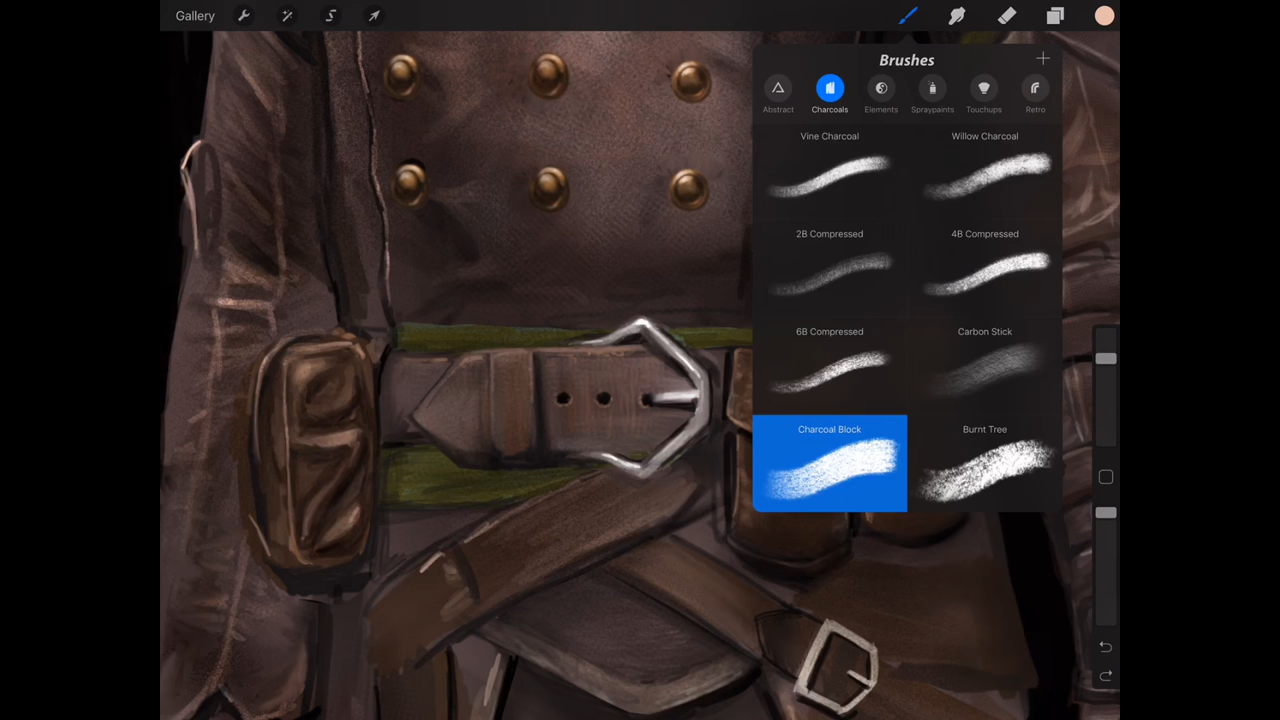 Gallery
Brushes
Abstract Charcoals Elements Spraypaints Touchups Retro
Vine Charcoal Willow Charcoal
2B Compressed 4B Compressed
6B Compressed Carbon Stick
Charcoal Block Burnt Tree